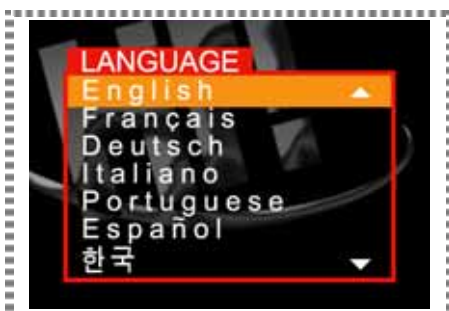 LANGUAGE
English
Français
Deutsch
Italiano
Portuguese
Español
한국